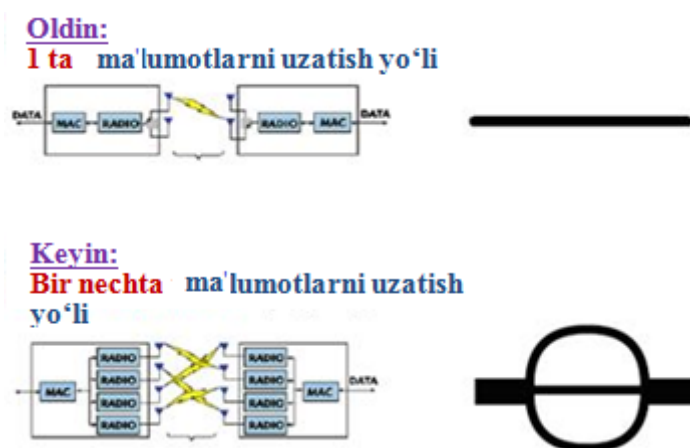 Oldin:
1 ta ma'lumotlarni uzatish yo‘li
DATA MAC RADIO RADIO MAC DATA
Keyin:
Bir nechta ma'lumotlarni uzatish
yo‘li
RADIO RADIO
RADIO RADIO
MAC MAC DATA
RADIO RADIO
RADIO RADIO